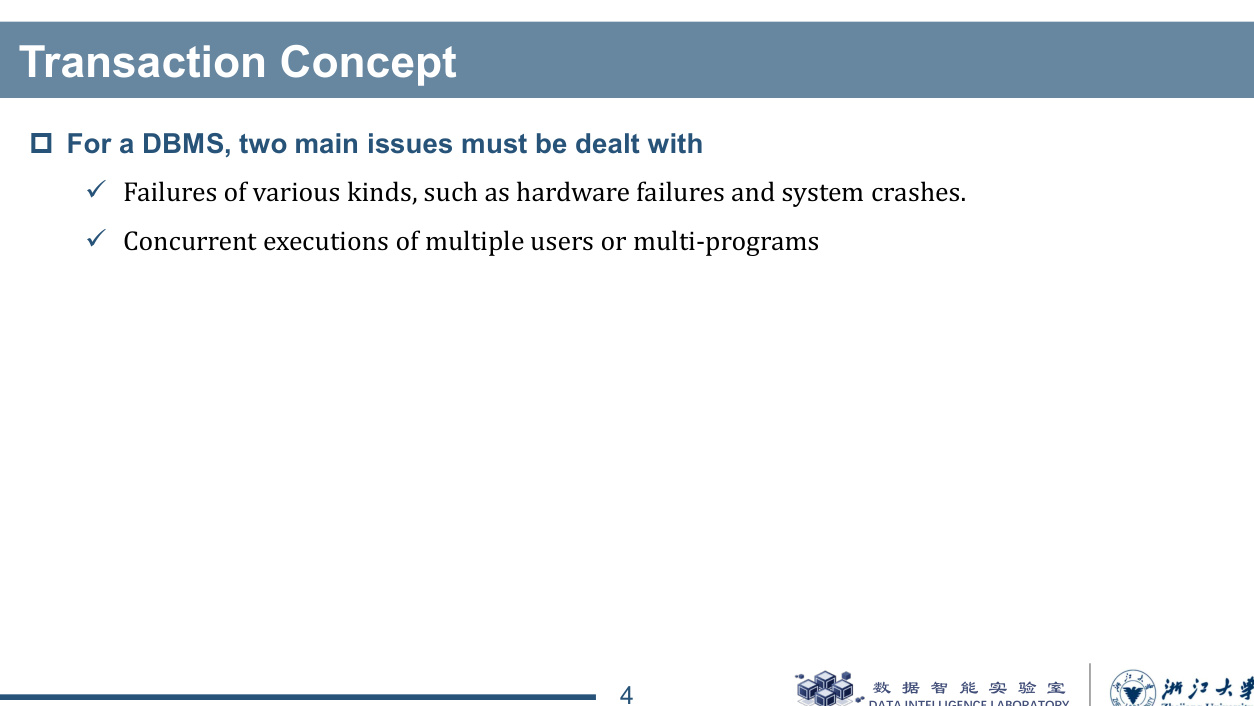 Transaction Concept
For a DBMS, two main issues must be dealt with
Failures of various kinds, such as hardware failures and system crashes.
Concurrent executions of multiple users or multi-programs
4
数据智能实验室
DATA INTELLIGENCE LABORATORY
浙江大学
Zhejiang University